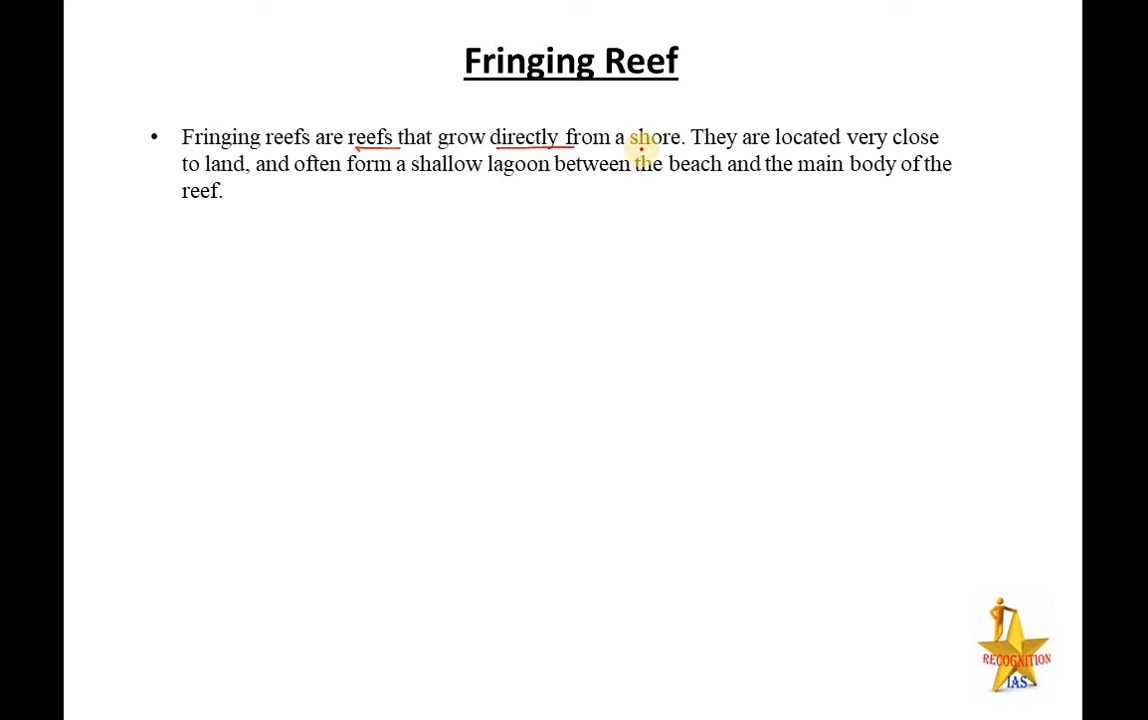 Fringing Reef
• Fringing reefs are reefs that grow directly from a shore. They are located very close
to land, and often form a shallow lagoon between the beach and the main body of the
reef.
RECOGNITION
IAS